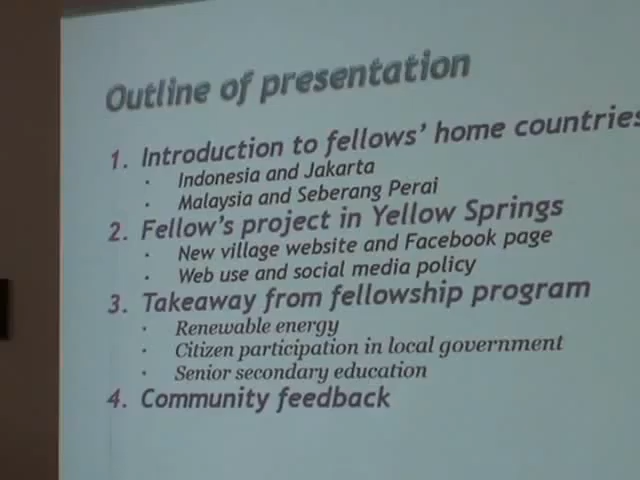 Outline of presentation
1. Introduction to fellows' home countries
· Indonesia and Jakarta
· Malaysia and Seberang Perai
2. Fellow's project in Yellow Springs
· New village website and Facebook page
· Web use and social media policy
3. Takeaway from fellowship program
· Renewable energy
· Citizen participation in local government
· Senior secondary education
4. Community feedback